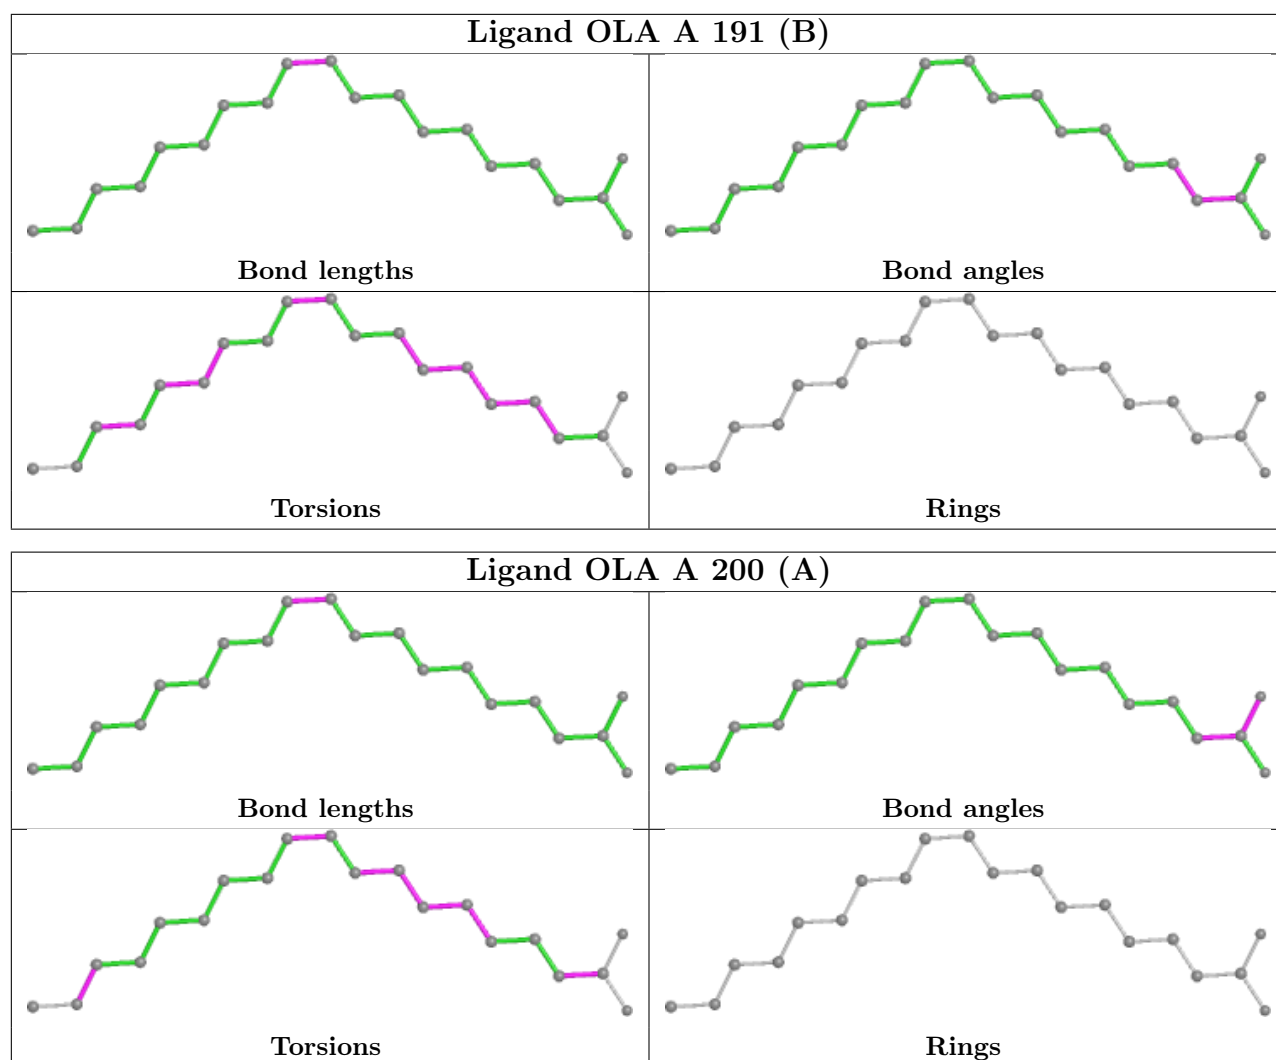 Ligand OLA A 191 (B)
Bond lengths
Bond angles
Torsions
Rings
Ligand OLA A 200 (A)
Bond lengths
Bond angles
Torsions
Rings